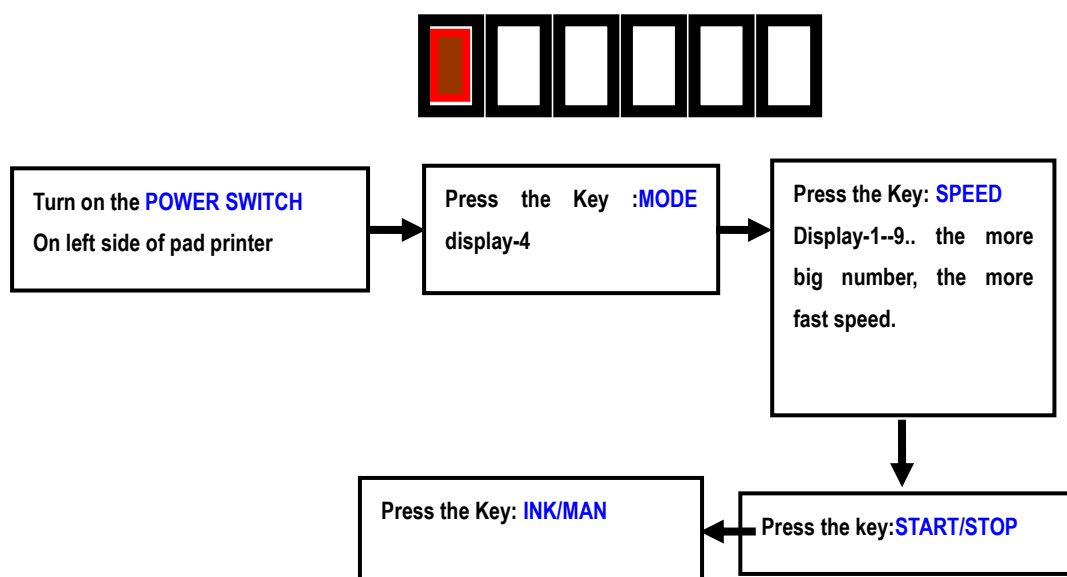 Turn on the POWER SWITCH
On left side of pad printer
Press the Key :MODE
display-4
Press the Key: SPEED
Display-1--9.. the more
big number, the more
fast speed.
Press the key:START/STOP
Press the Key: INK/MAN